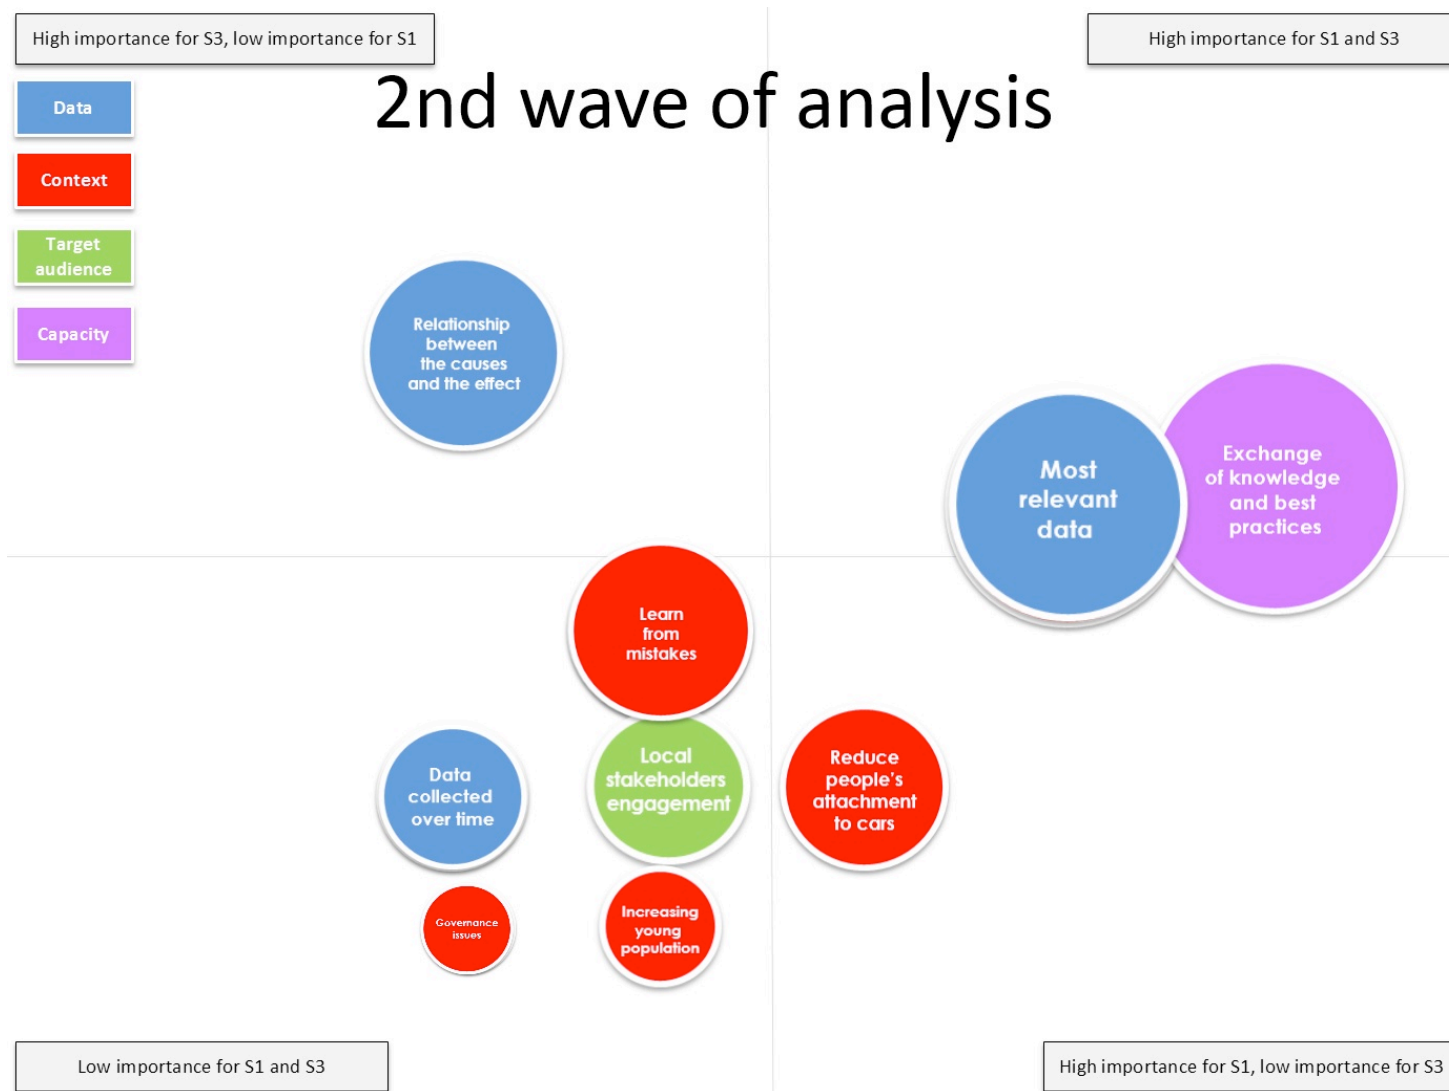 High importance for S3, low importance for S1
High importance for S1 and S3
2nd wave of analysis
Data
Context
Target
audience
Capacity
Relationship
between
the causes
and the effect
Most
relevant
data
Exchange
of knowledge
and best
practices
Learn
from
mistakes
Data
collected
over time
Local
stakeholders
engagement
Reduce
people's
attachment
to cars
Governance
issues
Increasing
young
population
Low importance for S1 and S3
High importance for S1, low importance for S3